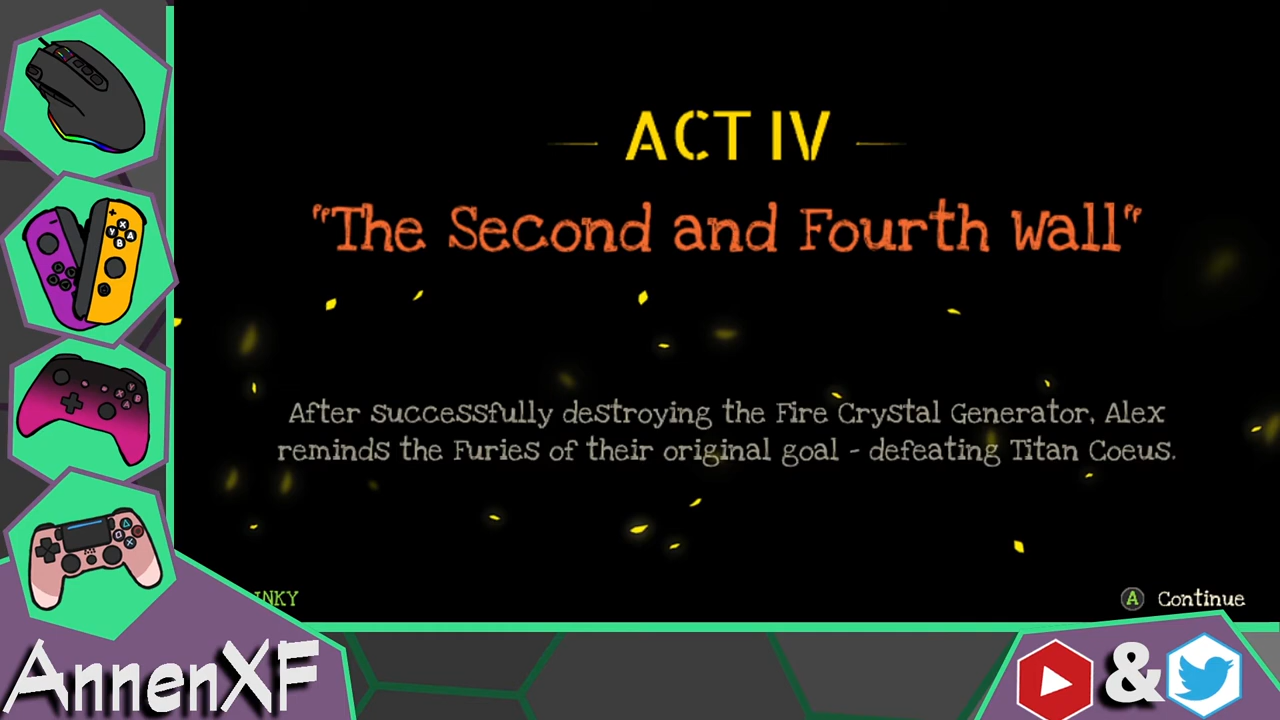 ACT IV
"The Second and Fourth Wall"
After successfully destroying the Fire Crystal Generator, Alex
reminds the Furies of their original goal - defeating Titan Coeus.
A Continue
AnnenXF
&